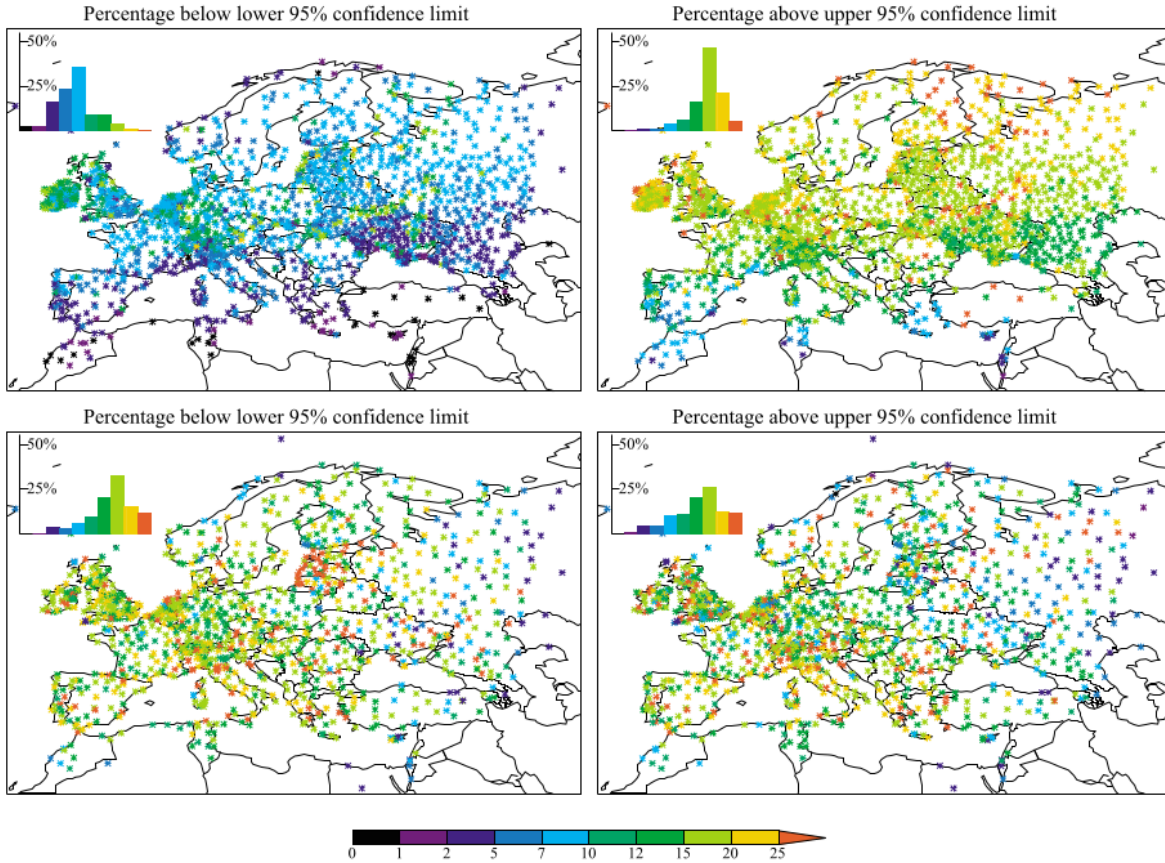 Percentage below lower 95% confidence limit
Percentage above upper 95% confidence limit
50%
25%
50%
25%
Percentage below lower 95% confidence limit
Percentage above upper 95% confidence limit
50%
25%
50%
25%
0 1 2 5 7 10 12 15 20 25